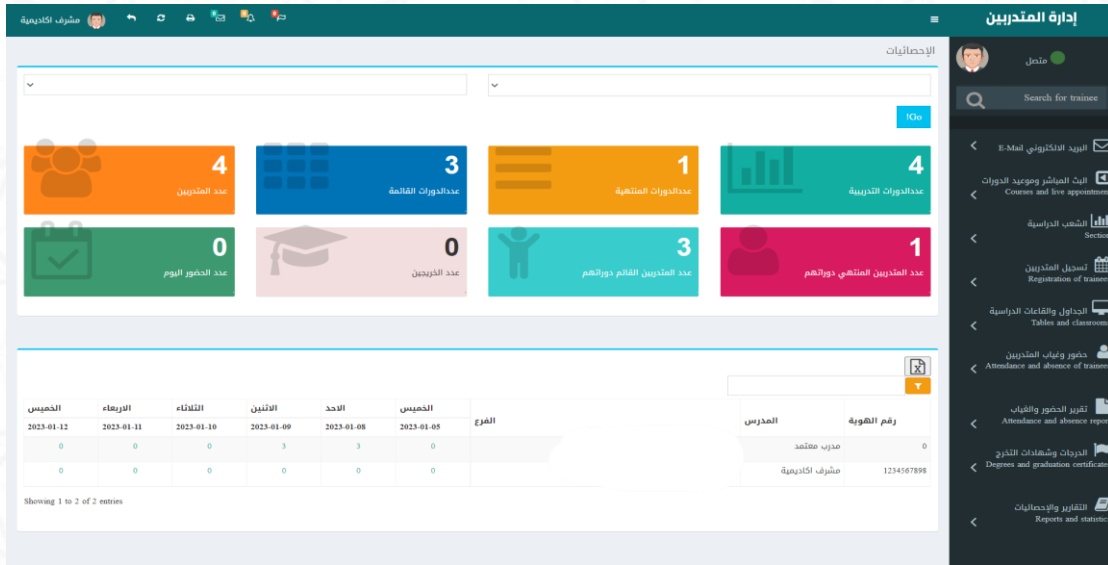 إدارة المتدربين
مشرف اكاديمية
متصل
Search for trainee
البريد الالكتروني E-Mail
البث المباشر وموعيد الدورات
Courses and live appointmen
الشعب الدراسية
Section
تسجيل المتدربين
Registration of trainee
الجداول والقاعات الدراسية
Tables and classroom
حضور وغياب المتدربين
Attendance and absence of trainee
تقرير الحضور والغياب
Attendance and absence repor
الدرجات وشهادات التخرج
Degrees and graduation certificate
التقارير والإحصائيات
Reports and statistic
الإحصائيات
!Go
4
عددالدورات التدريبية
1
عددالدورات المنتهية
3
عددالدورات القائمة
4
عدد المتدربين
1
عدد المتدربين المنتهي دوراتهم
3
عدد المتدربين القائم دوراتهم
0
عدد الخريجين
0
عدد الحضور اليوم
رقم الهوية المدرس الفرع الخميس الاحد الاثنين الثلاثاء الاربعاء الخميس
2023-01-05 2023-01-08 2023-01-09 2023-01-10 2023-01-11 2023-01-12
0 مدرب معتمد 0 3 3 0 0 0
1234567898 مشرف اكاديمية 0 0 0 0 0 0
Showing 1 to 2 of 2 entries